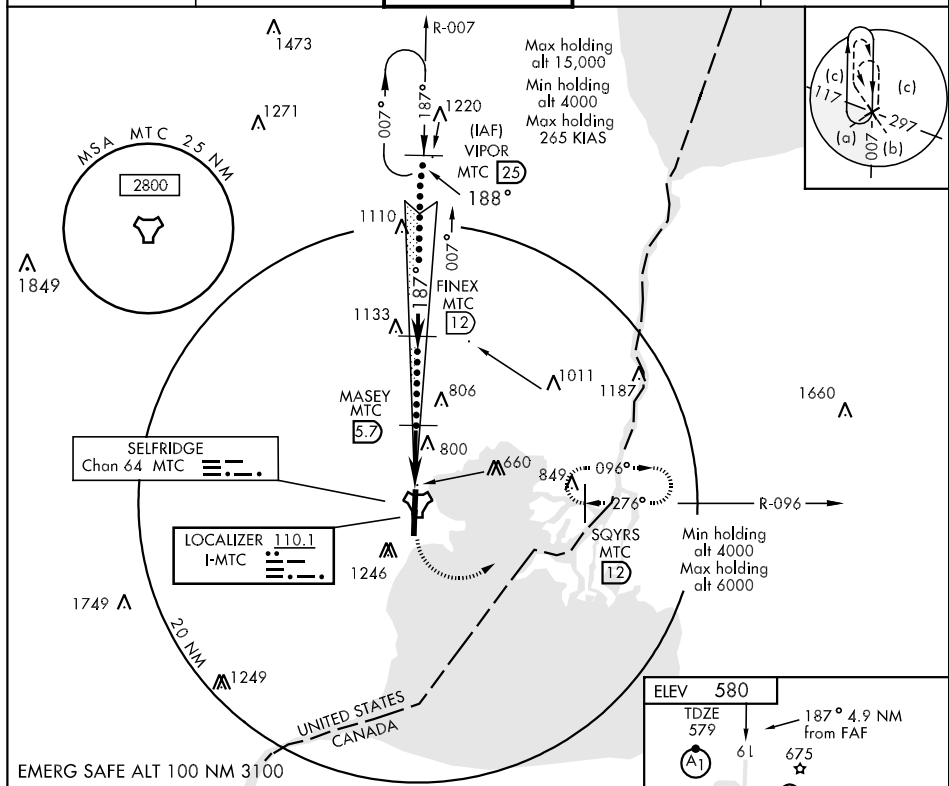 1473
R-007
Max holding
alt 15,000
Min holding
alt 4000
Max holding
265 KIAS
(c)
(c)
117
297
(a)
(b)
007
1271
007°
187°
1220
(IAF)
VIPOR
MTC 25
188°
MSA MTC 25 NM
2800
1849
1110
187°
007°
FINEX
MTC
12
1133
1011
1187
1660
MASEY
MTC
5.7
806
800
SELFRIDGE
Chan 64 MTC
660
849
096°
276°
R-096
LOCALIZER 110.1
I-MTC
1246
SQYRS
MTC
12
Min holding
alt 4000
Max holding
alt 6000
1749
20 NM
1249
UNITED STATES
CANADA
EMERG SAFE ALT 100 NM 3100
ELEV 580
TDZE
579
187° 4.9 NM
from FAF
A1
19
675